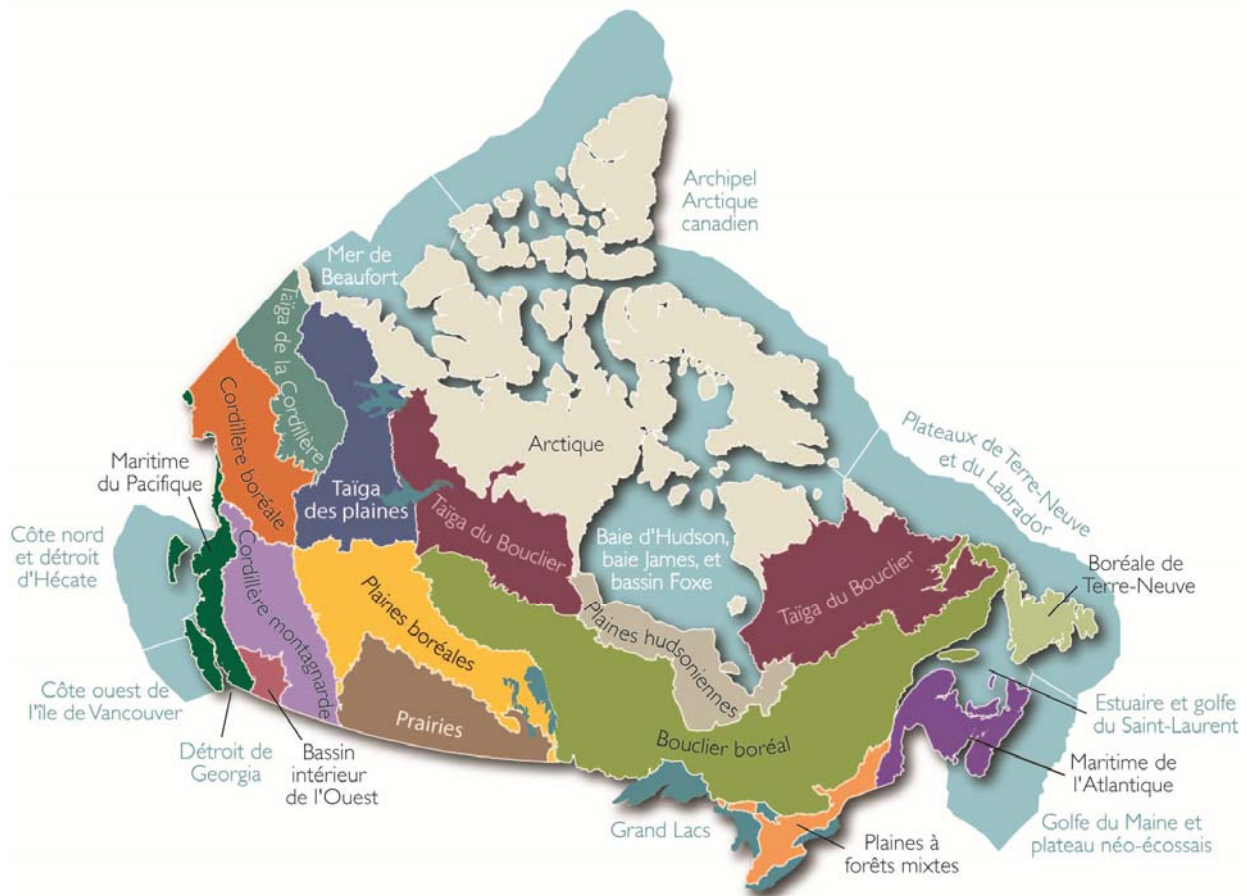 Archipel
Arctique
canadien
Mer de
Beaufort
Taïga de la Cordillère
Cordillère boréale
Arctique
Plateaux de Terre-Neuve
et du Labrador
Maritime
du Pacifique
Taïga
des plaines
Taïga du Bouclier
Côte nord
et détroit
d'Hécate
Baie d'Hudson,
baie James, et
bassin Foxe
Taïga du Bouclier
Boréale de
Terre-Neuve
Cordillère montagnarde
Plaines boréales
Plaines hudsoniennes
Côte ouest de
l'île de Vancouver
Prairies
Bouclier boréal
Estuaire et golfe
du Saint-Laurent
Détroit de
Georgia
Bassin
intérieur
de l'Ouest
Maritime de
l'Atlantique
Grand Lacs
Plaines à
forêts mixtes
Golfe du Maine et
plateau néo-écossais